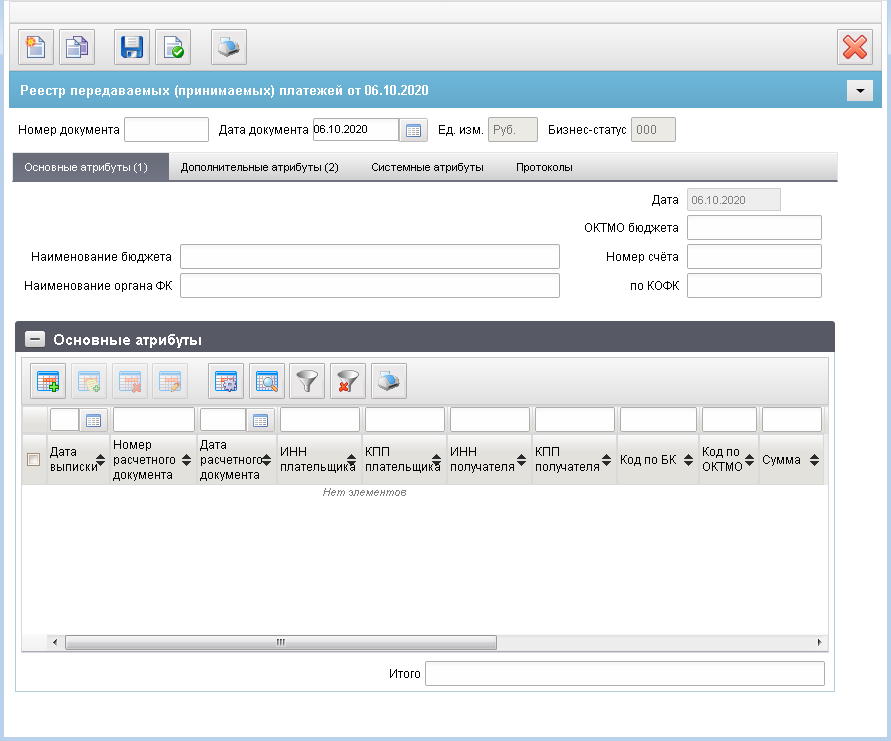 Реестр передаваемых (принимаемых) платежей от 06.10.2020
Номер документа Дата документа 06.10.2020 Ед. изм. Руб. Бизнес-статус 000
Основные атрибуты (1) Дополнительные атрибуты (2) Системные атрибуты Протоколы
Дата 06.10.2020
ОКТМО бюджета
Наименование бюджета Номер счёта
Наименование органа ФК по КОФК
Основные атрибуты
Дата выписки Номер расчетного документа Дата расчетного документа ИНН плательщика КПП плательщика ИНН получателя КПП получателя Код по БК Код по ОКТМО Сумма
Нет элементов
Итого